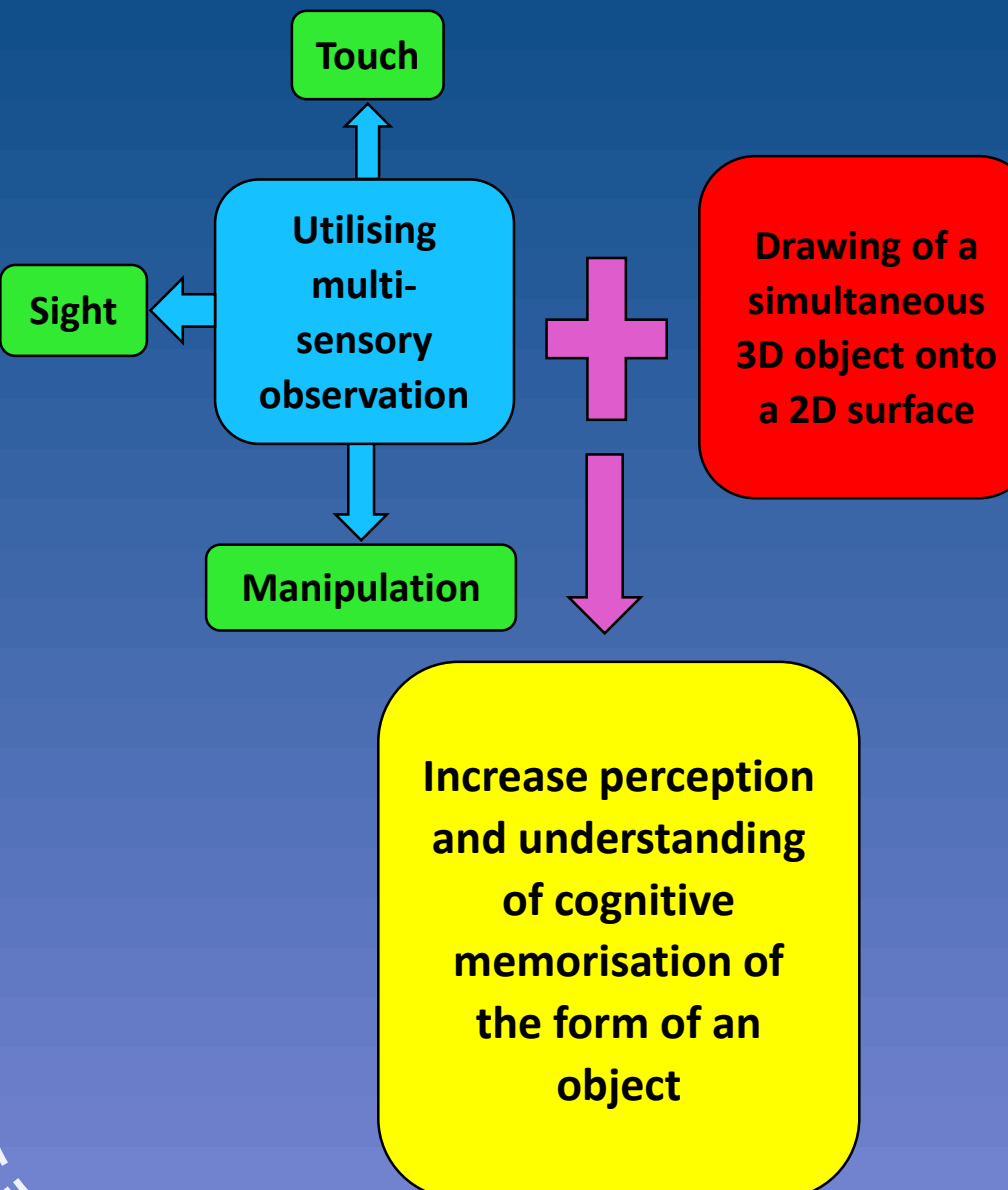 Touch
Utilising
multi-
sensory
observation
Sight
Manipulation
Drawing of a
simultaneous
3D object onto
a 2D surface
Increase perception
and understanding
of cognitive
memorisation of
the form of an
object